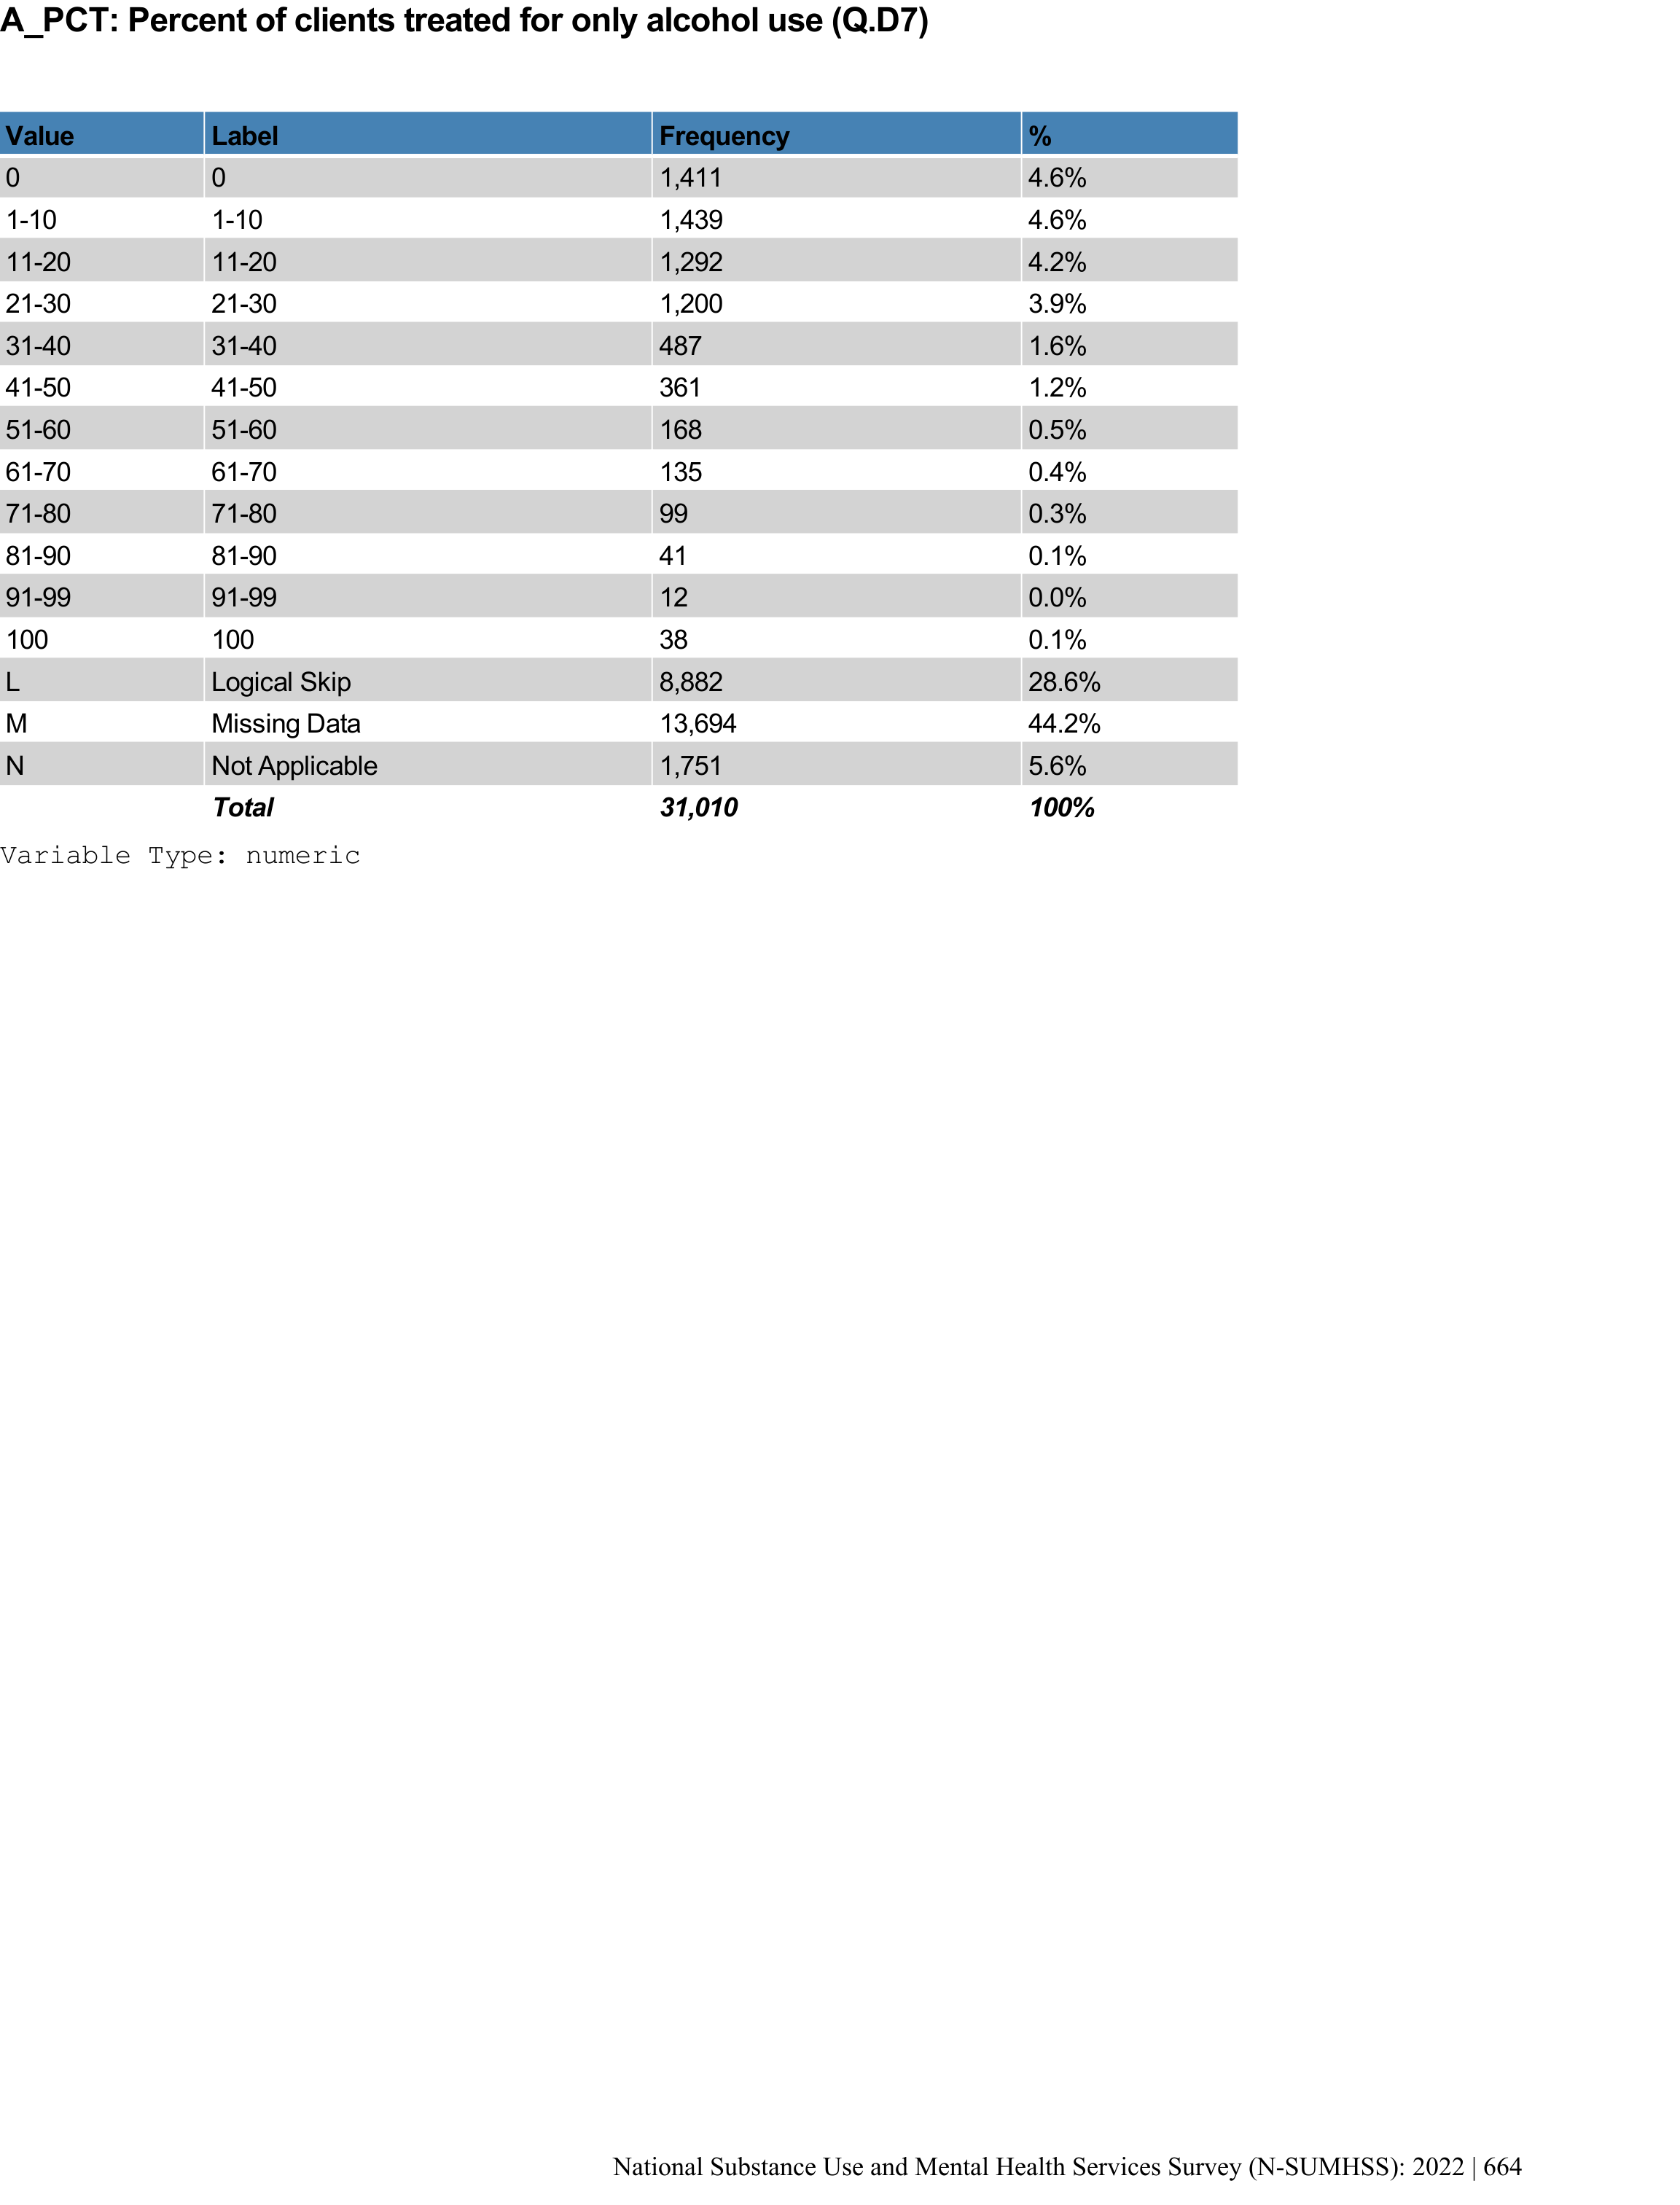 A_PCT: Percent of clients treated for only alcohol use (Q.D7)
Value Label Frequency %
0 0 1,411 4.6%
1-10 1-10 1,439 4.6%
11-20 11-20 1,292 4.2%
21-30 21-30 1,200 3.9%
31-40 31-40 487 1.6%
41-50 41-50 361 1.2%
51-60 51-60 168 0.5%
61-70 61-70 135 0.4%
71-80 71-80 99 0.3%
81-90 81-90 41 0.1%
91-99 91-99 12 0.0%
100 100 38 0.1%
L Logical Skip 8,882 28.6%
M Missing Data 13,694 44.2%
N Not Applicable 1,751 5.6%
Total 31,010 100%
Variable Type: numeric
National Substance Use and Mental Health Services Survey (N-SUMHSS): 2022 | 664